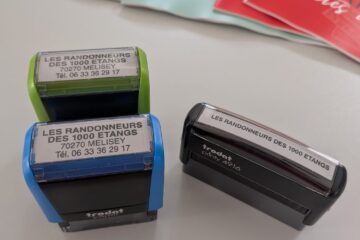 LES RANDONNEURS
DES 1000 ETANGS
70270 MELISEY
Tél. 06 33 36 29 17
LES RANDONNEURS
DES 1000 ETANGS
70270 MELISEY
Tél. 06 33 36 29 17
trodat
LES RANDONNEURS DES 1000 ETANGS
trodat